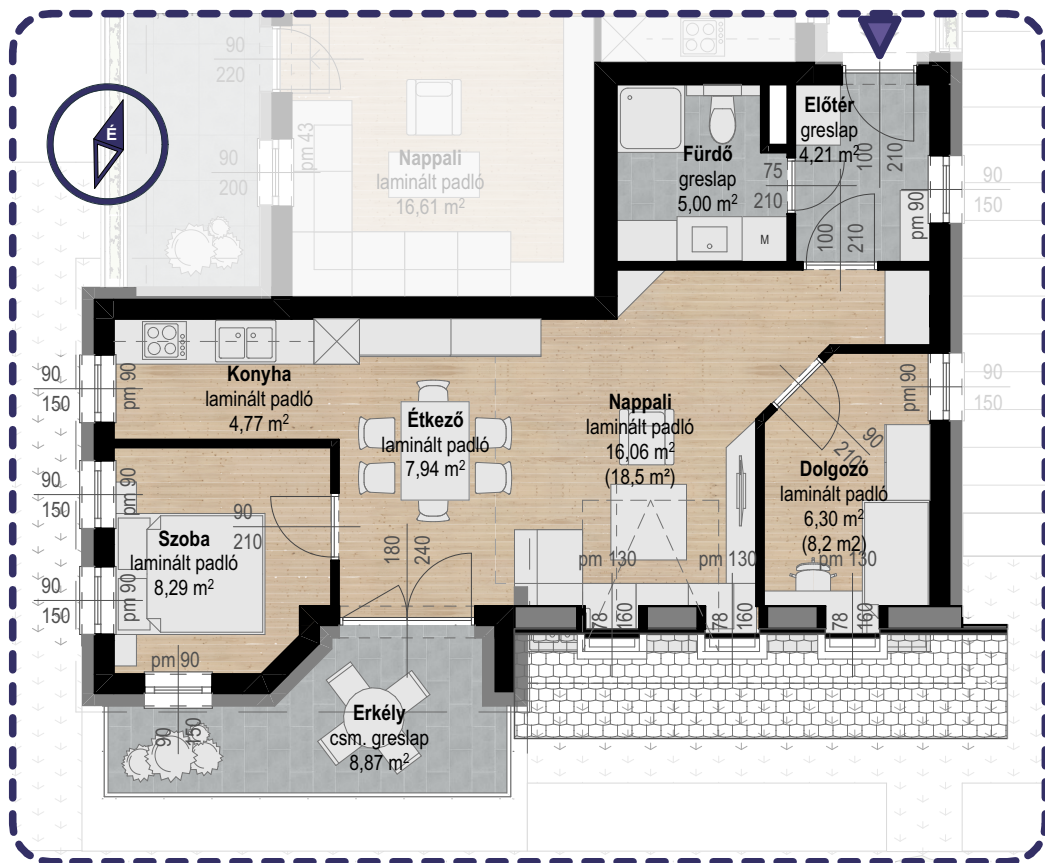 90
220
É
pm 43
90
200
Nappali
laminált padló
16,61 m²
Előtér
greslap
4,21 m²
100
210
Fürdő
greslap
5,00 m²
75
210
M
100
210
pm 90
90
150
90
150
pm 90
Konyha
laminált padló
4,77 m²
Étkező
laminált padló
7,94 m²
Nappali
laminált padló
16,06 m²
(18,5 m²)
90
210
pm 90
90
150
Dolgozó
laminált padló
6,30 m²
(8,2 m2)
90
150
pm 90
Szoba
laminált padló
8,29 m²
90
210
180
240
pm 130
pm 130
pm 130
90
150
pm 90
78
160
78
160
78
160
pm 90
90
150
Erkély
csm. greslap
8,87 m²